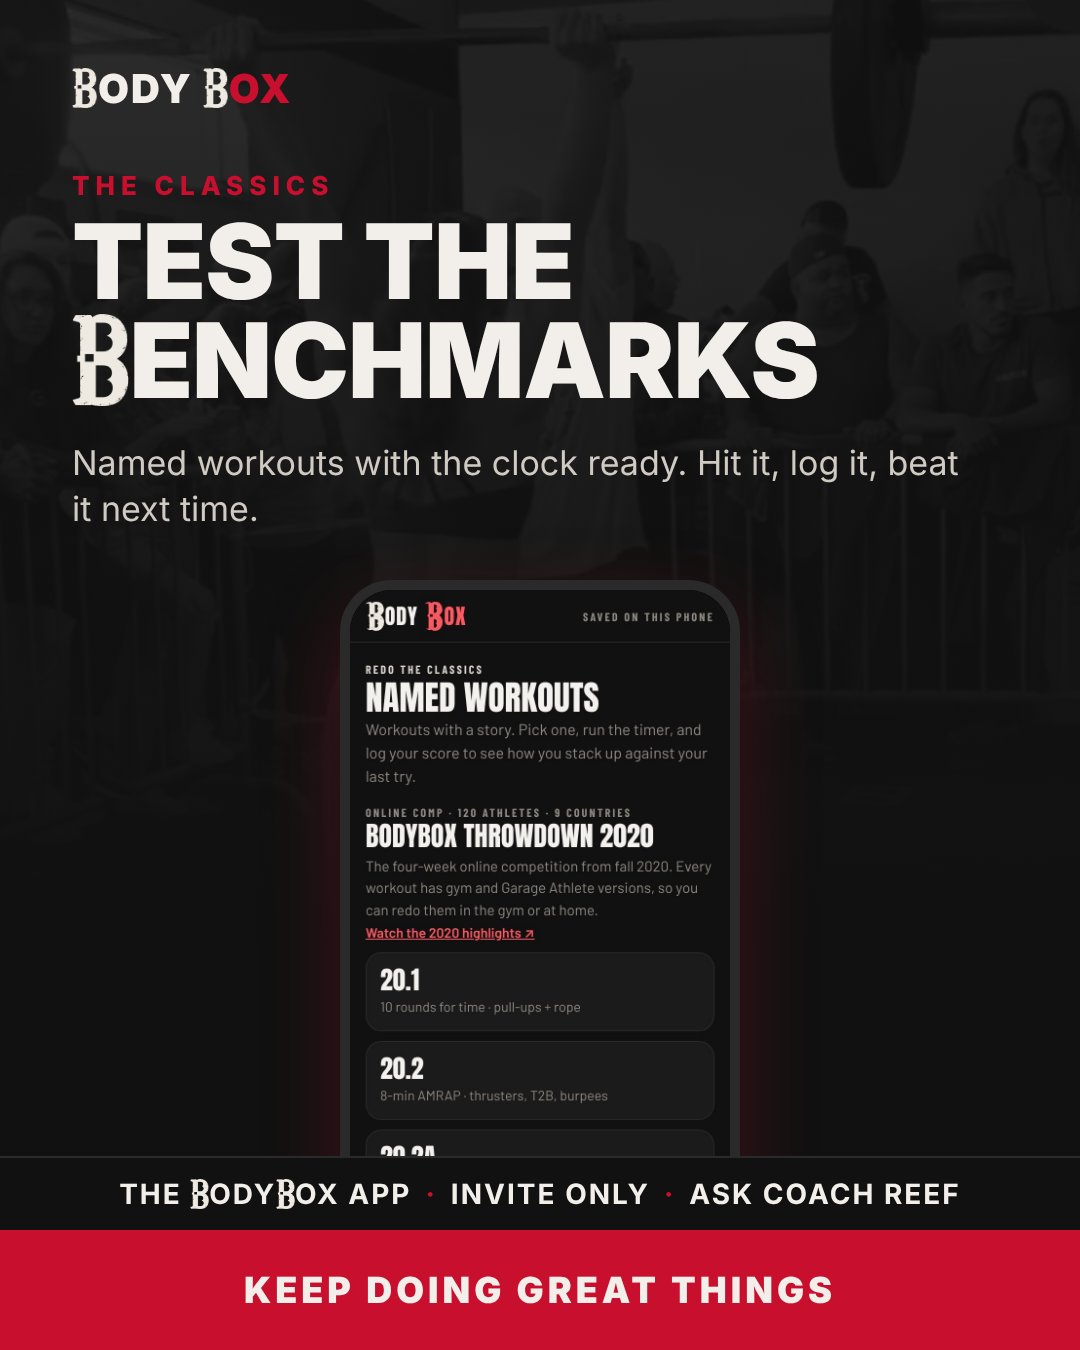 BODY BOX
THE CLASSICS
TEST THE
BENCHMARKS
Named workouts with the clock ready. Hit it, log it, beat
it next time.
BODY BOX
SAVED ON THIS PHONE
REDO THE CLASSICS
NAMED WORKOUTS
Workouts with a story. Pick one, run the timer, and
log your score to see how you stack up against your
last try.
ONLINE COMP · 120 ATHLETES · 9 COUNTRIES
BODYBOX THROWDOWN 2020
The four-week online competition from fall 2020. Every
workout has gym and Garage Athlete versions, so you
can redo them in the gym or at home.
Watch the 2020 highlights ↗
20.1
10 rounds for time · pull-ups + rope
20.2
8-min AMRAP · thrusters, T2B, burpees
THE BODYBOX APP · INVITE ONLY · ASK COACH REEF
KEEP DOING GREAT THINGS